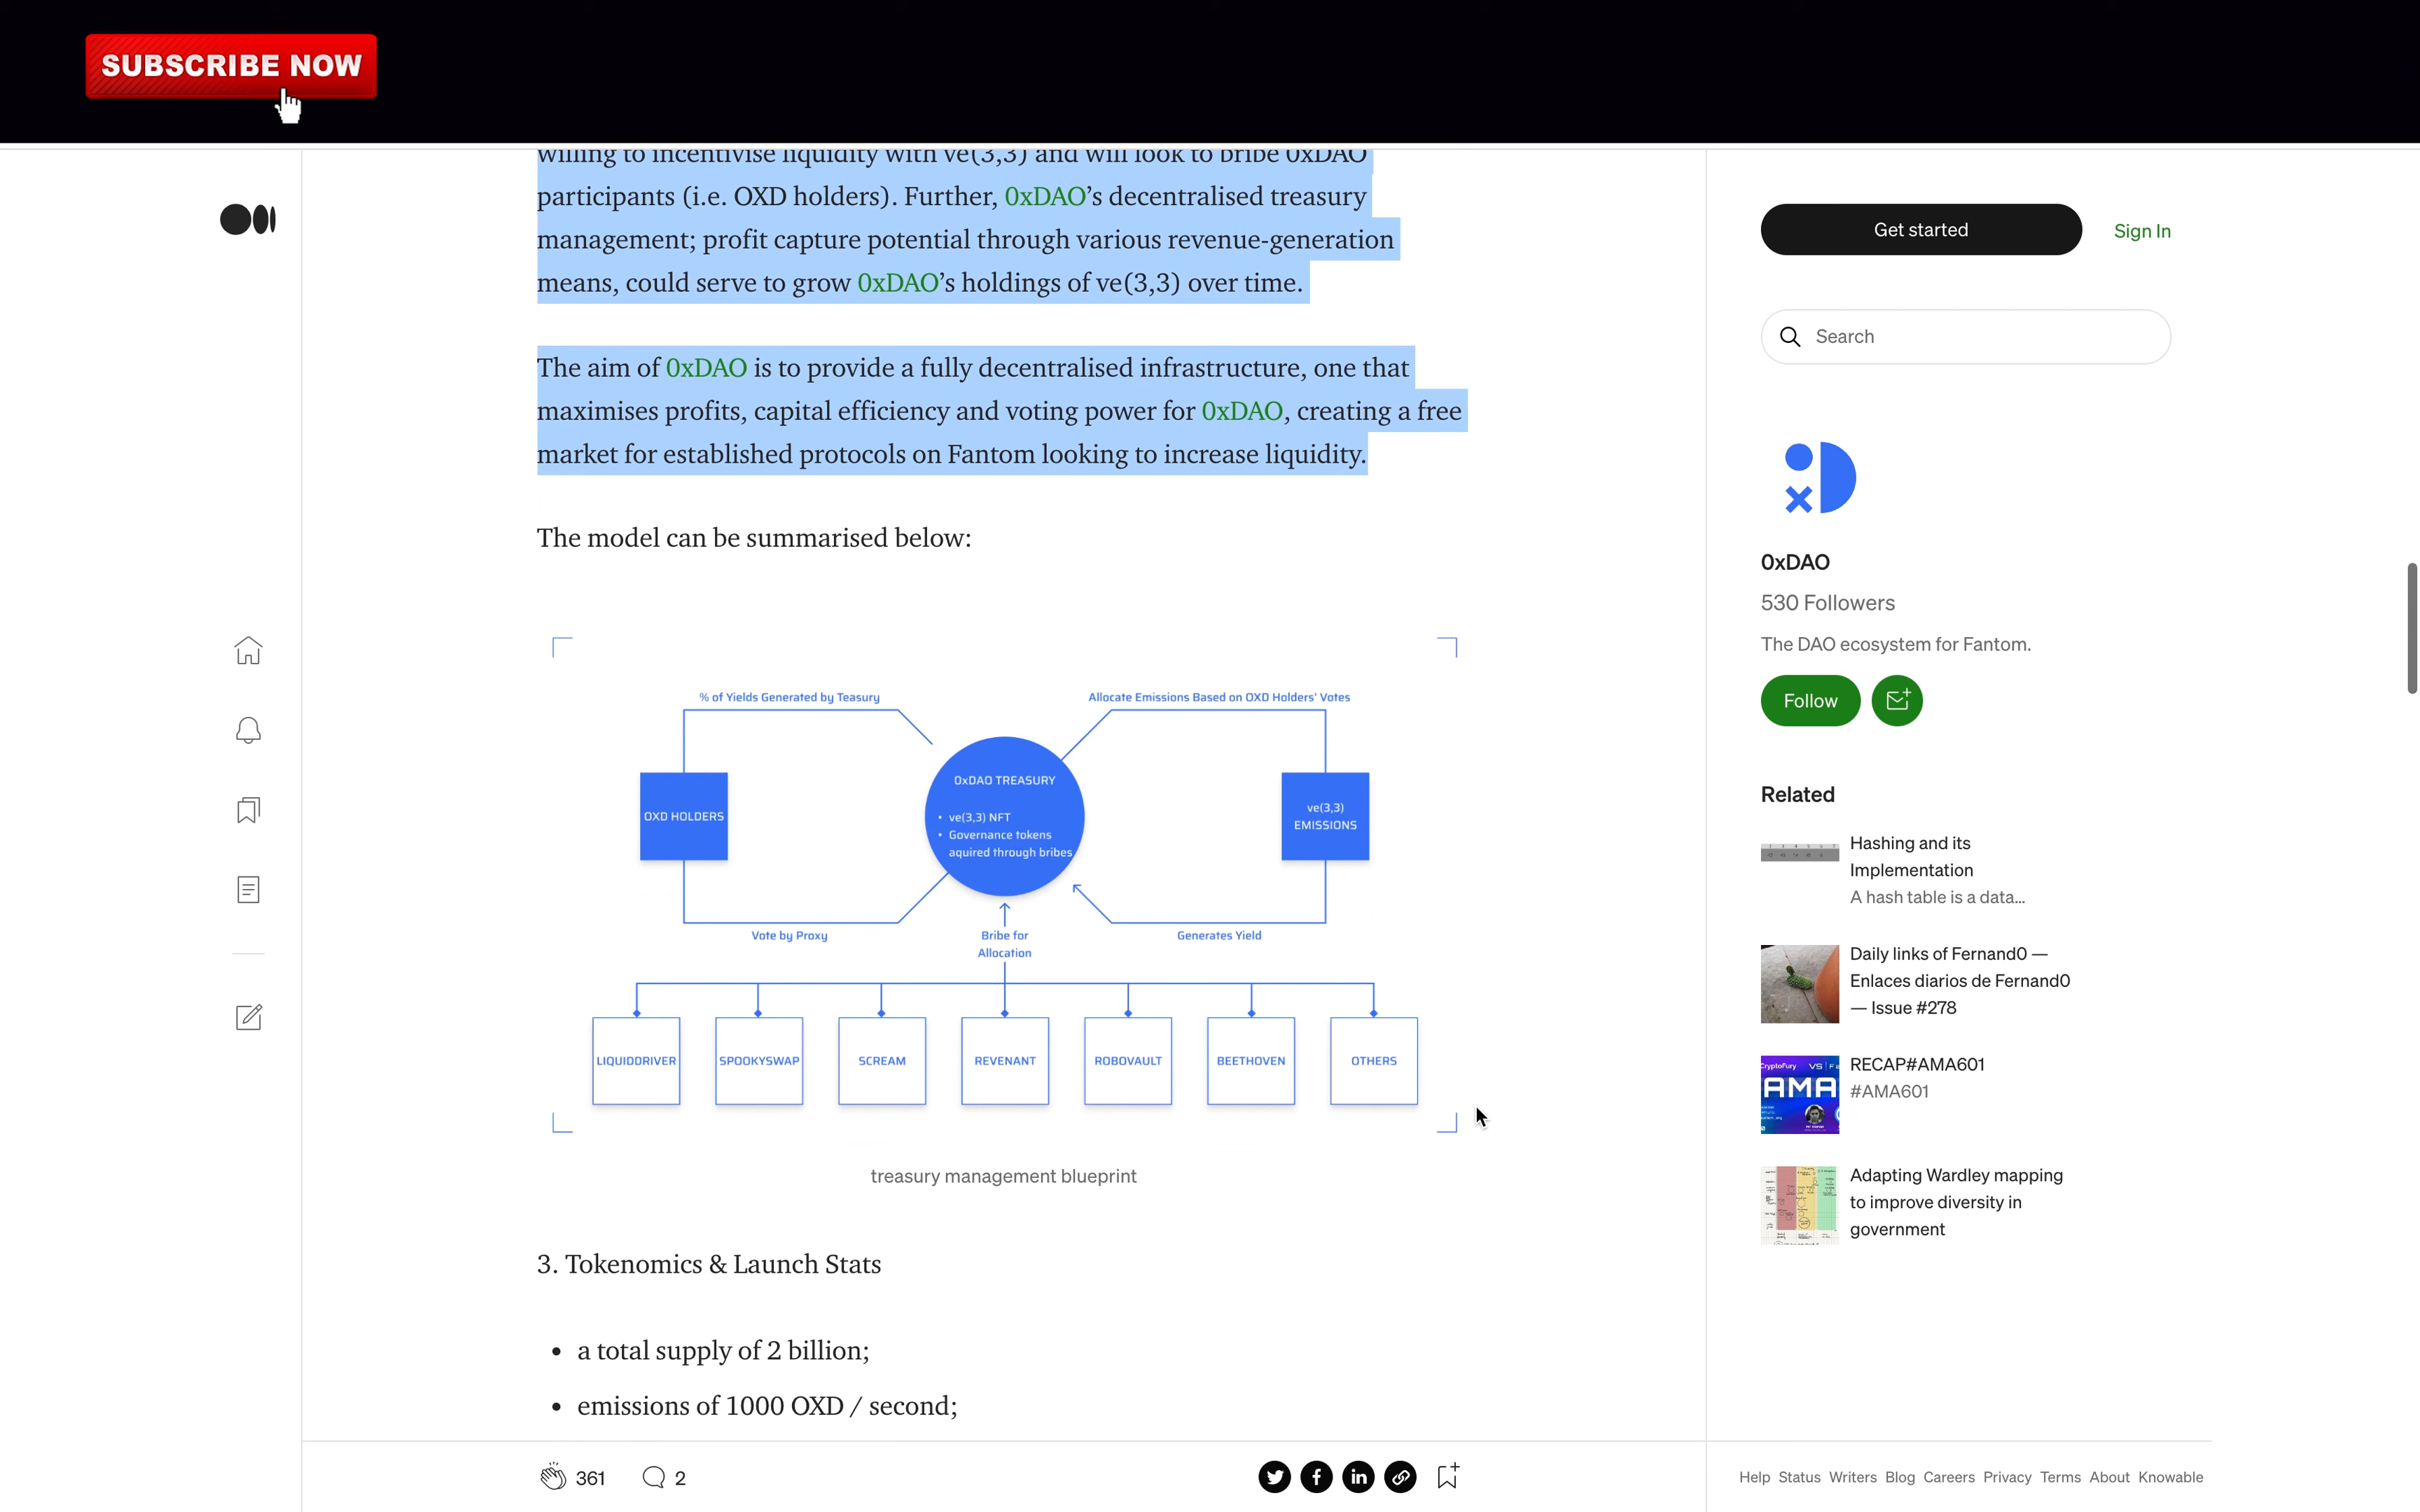 SUBSCRIBE NOW
willing to incentivise liquidity with ve(3,3) and will look to bribe 0xDAO
participants (i.e. OXD holders). Further, 0xDAO’s decentralised treasury
management; profit capture potential through various revenue-generation
means, could serve to grow 0xDAO’s holdings of ve(3,3) over time.
The aim of 0xDAO is to provide a fully decentralised infrastructure, one that
maximises profits, capital efficiency and voting power for 0xDAO, creating a free
market for established protocols on Fantom looking to increase liquidity.
The model can be summarised below:
% of Yields Generated by Teasury
Allocate Emissions Based on OXD Holders' Votes
OXD HOLDERS
0xDAO TREASURY
• ve(3,3) NFT
• Governance tokens
aquired through bribes
ve(3,3)
EMISSIONS
Vote by Proxy
Bribe for
Allocation
Generates Yield
LIQUIDDRIVER
SPOOKYSWAP
SCREAM
REVENANT
ROBOVAULT
BEETHOVEN
OTHERS
treasury management blueprint
3. Tokenomics & Launch Stats
• a total supply of 2 billion;
• emissions of 1000 OXD / second;
361
2
Get started
Sign In
Search
0xDAO
530 Followers
The DAO ecosystem for Fantom.
Follow
Related
Hashing and its
Implementation
A hash table is a data...
Daily links of Fernand0 —
Enlaces diarios de Fernand0
— Issue #278
CryptoFury VS
AMA
RECAP#AMA601
#AMA601
Adapting Wardley mapping
to improve diversity in
government
Help Status Writers Blog Careers Privacy Terms About Knowable